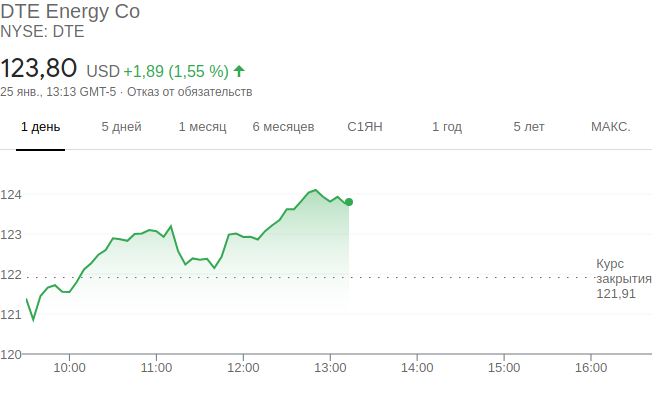 DTE Energy Co
NYSE: DTE
123,80 USD +1,89 (1,55 %)
25 янв., 13:13 GMT-5 · Отказ от обязательств
1 день 5 дней 1 месяц 6 месяцев С1ЯН 1 год 5 лет МАКС.
124
123
122
121
120
Курс
закрытия
121,91
10:00 11:00 12:00 13:00 14:00 15:00 16:00